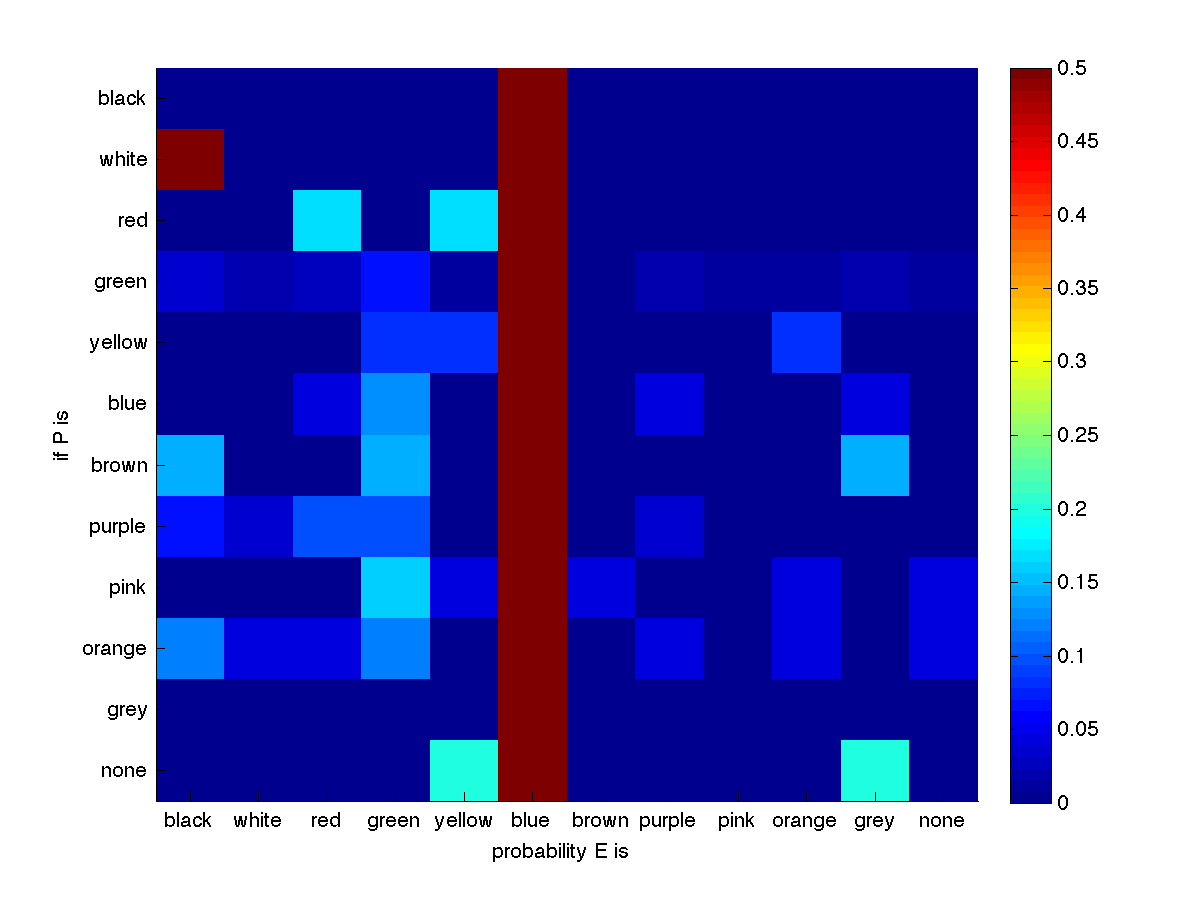 black
white
red
green
yellow
blue
brown
purple
pink
orange
grey
none
if P is
black white red green yellow blue brown purple pink orange grey none
probability E is
0.5
0.45
0.4
0.35
0.3
0.25
0.2
0.15
0.1
0.05
0